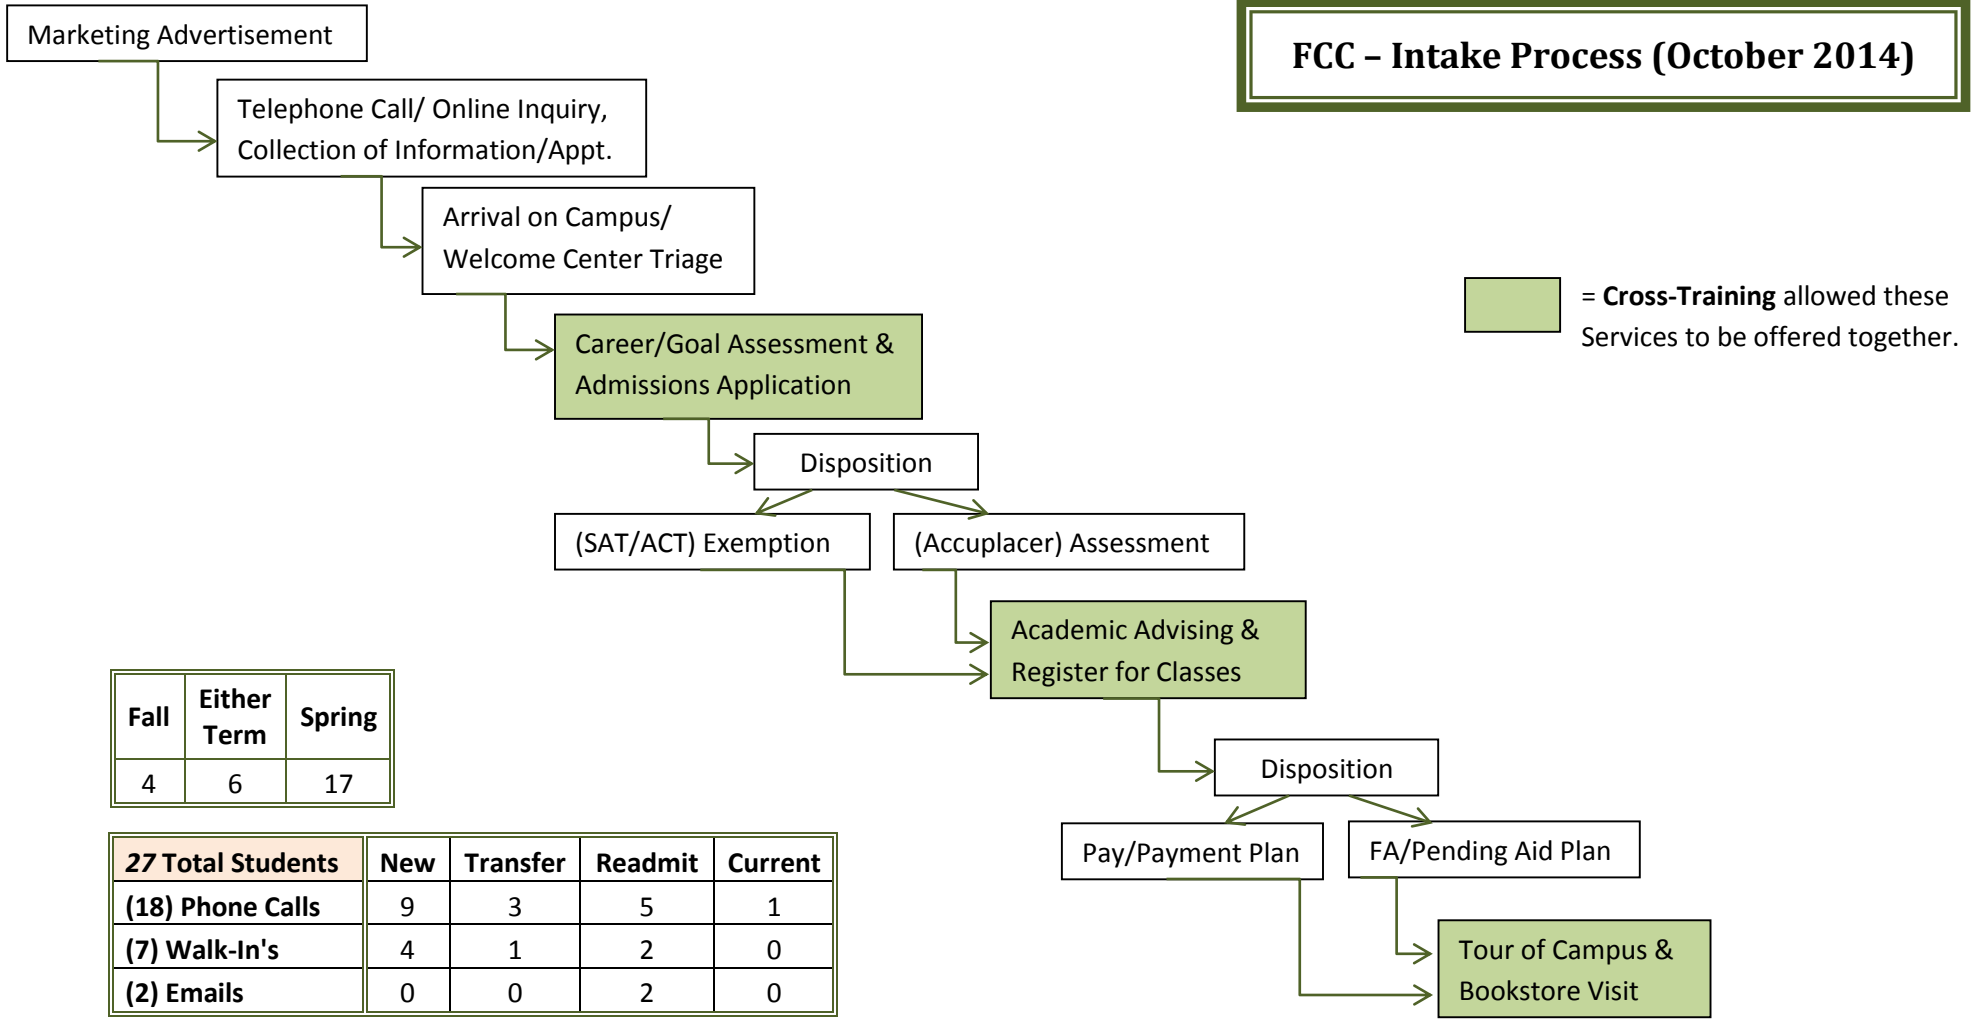 FCC – Intake Process (October 2014)
Marketing Advertisement
Telephone Call/ Online Inquiry,
Collection of Information/Appt.
Arrival on Campus/
Welcome Center Triage
= Cross-Training allowed these
Services to be offered together.
Career/Goal Assessment &
Admissions Application
Disposition
(SAT/ACT) Exemption
(Accuplacer) Assessment
Academic Advising &
Register for Classes
Disposition
Pay/Payment Plan
FA/Pending Aid Plan
Tour of Campus &
Bookstore Visit
Fall Either Term Spring
4 6 17
27 Total Students New Transfer Readmit Current
(18) Phone Calls 9 3 5 1
(7) Walk-In's 4 1 2 0
(2) Emails 0 0 2 0